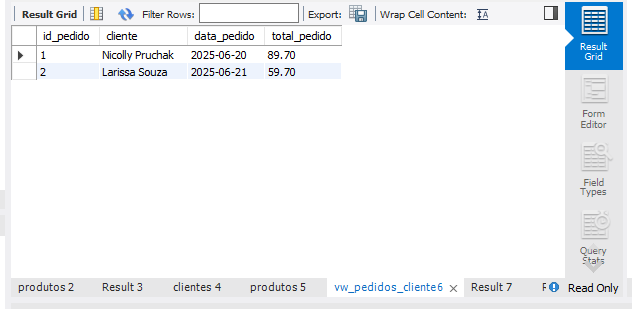 Result Grid Filter Rows: Export: Wrap Cell Content:
id_pedido cliente data_pedido total_pedido
1 Nicolly Pruchak 2025-06-20 89.70
2 Larissa Souza 2025-06-21 59.70
Result
Grid
Form
Editor
Field
Types
Query
Stats
produtos 2 Result 3 clientes 4 produtos 5 vw_pedidos_cliente6 Result 7 Read Only